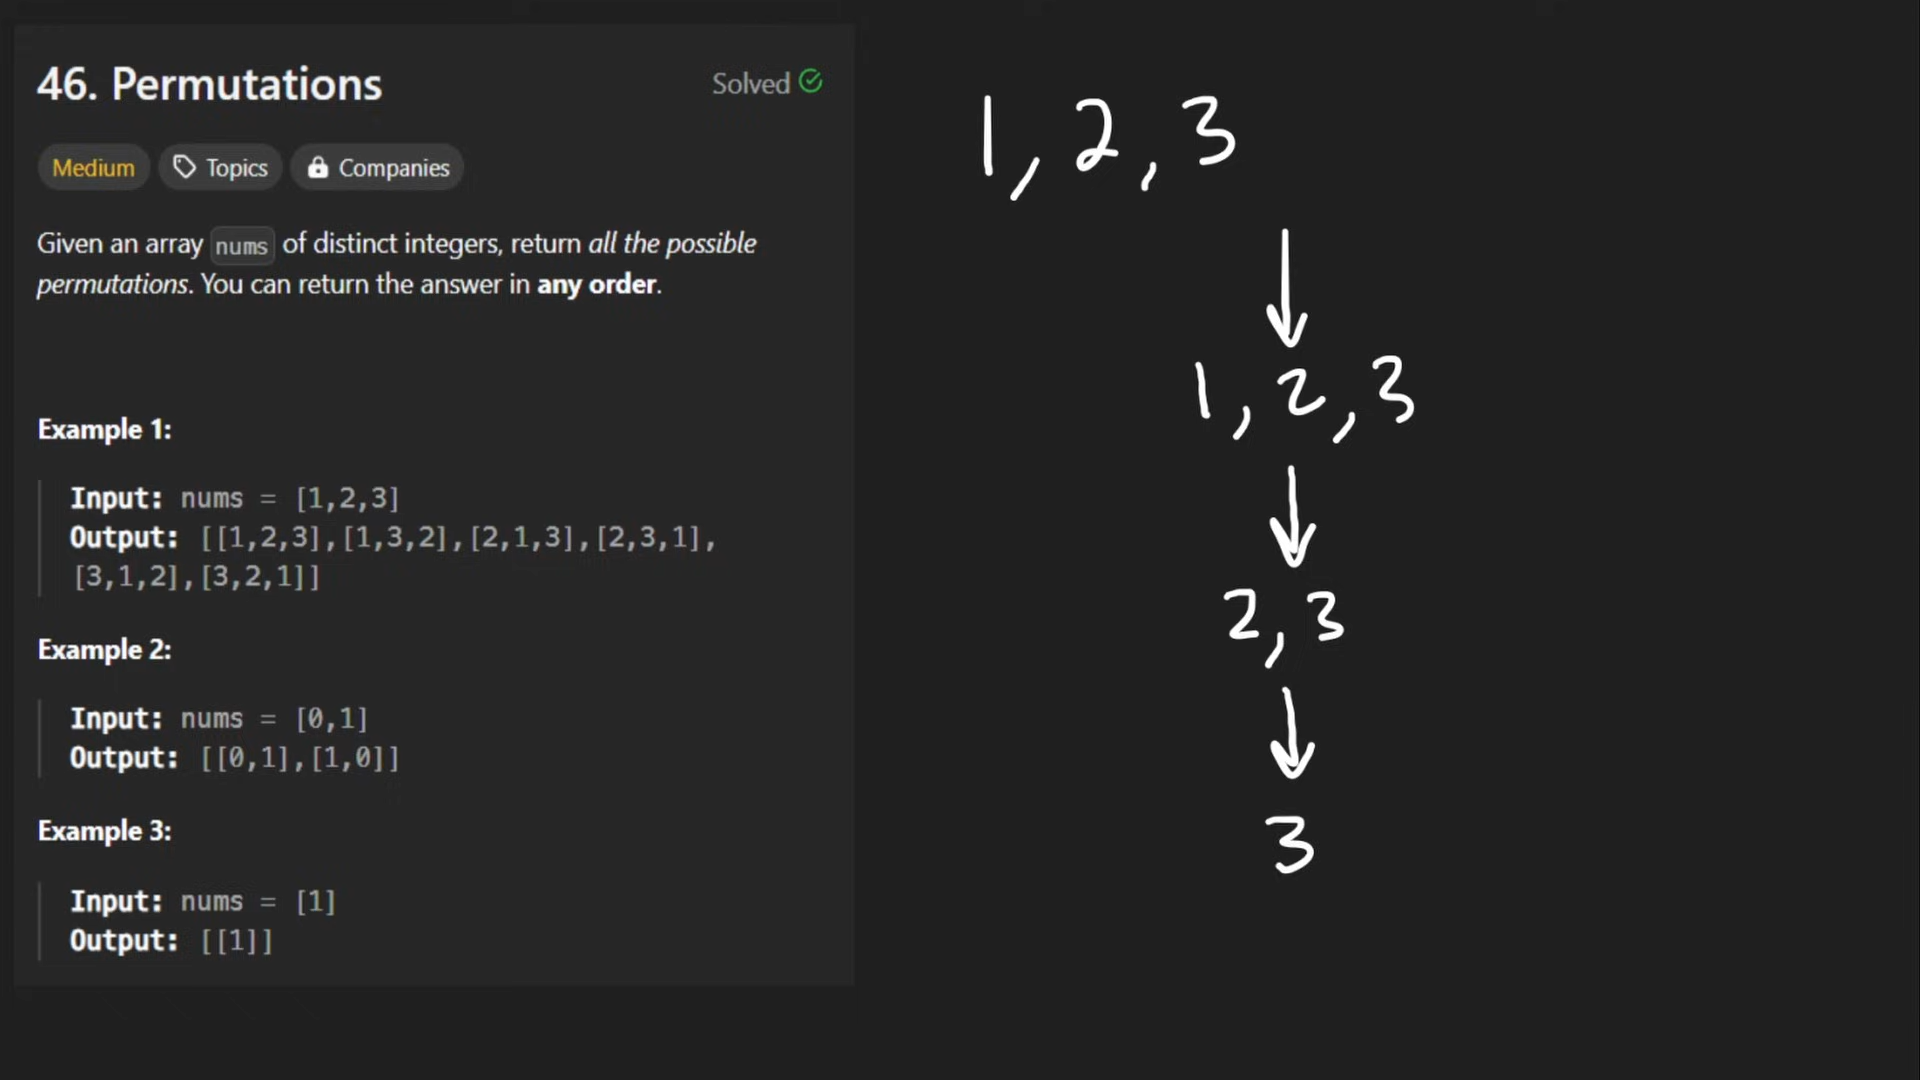 46. Permutations
Solved
Medium
Topics
Companies
Given an array nums of distinct integers, return all the possible
permutations. You can return the answer in any order.
Example 1:
Input: nums = [1,2,3]
Output: [[1,2,3],[1,3,2],[2,1,3],[2,3,1],
[3,1,2],[3,2,1]]
Example 2:
Input: nums = [0,1]
Output: [[0,1],[1,0]]
Example 3:
Input: nums = [1]
Output: [[1]]
1, 2, 3
1, 2, 3
2, 3
3